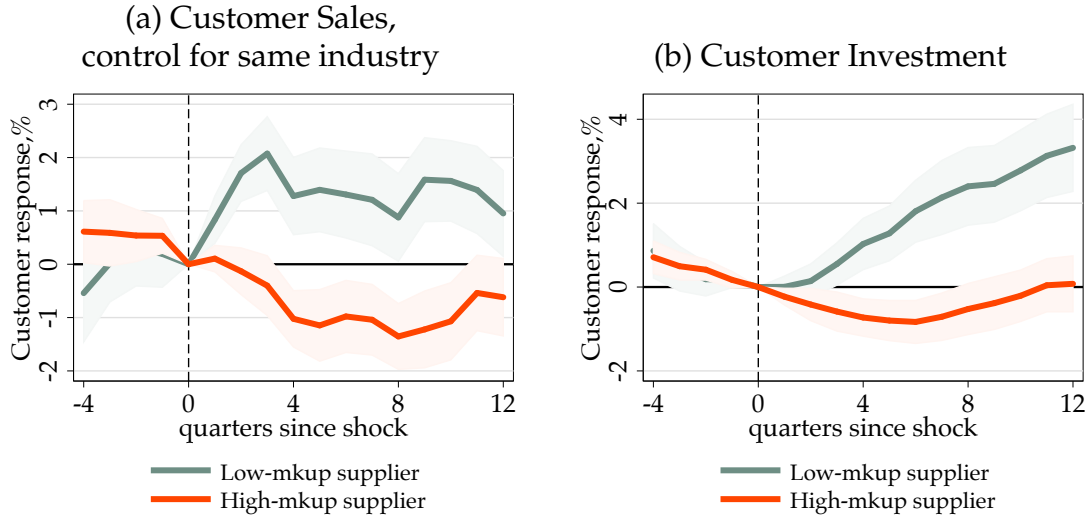 (a) Customer Sales,
control for same industry
Customer response,%
3
2
1
0
-1
-2
-4 0 4 8 12
quarters since shock
Low-mkup supplier
High-mkup supplier
(b) Customer Investment
Customer response,%
4
2
0
-2
-4 0 4 8 12
quarters since shock
Low-mkup supplier
High-mkup supplier